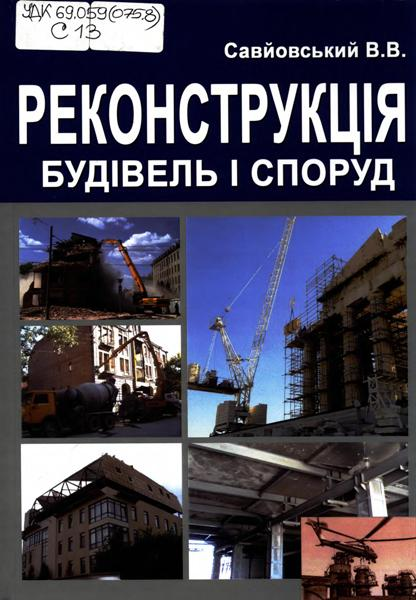 УДК 69.059(075.8)
С 13
Савйовський В.В.
РЕКОНСТРУКЦІЯ
БУДІВЕЛЬ І СПОРУД